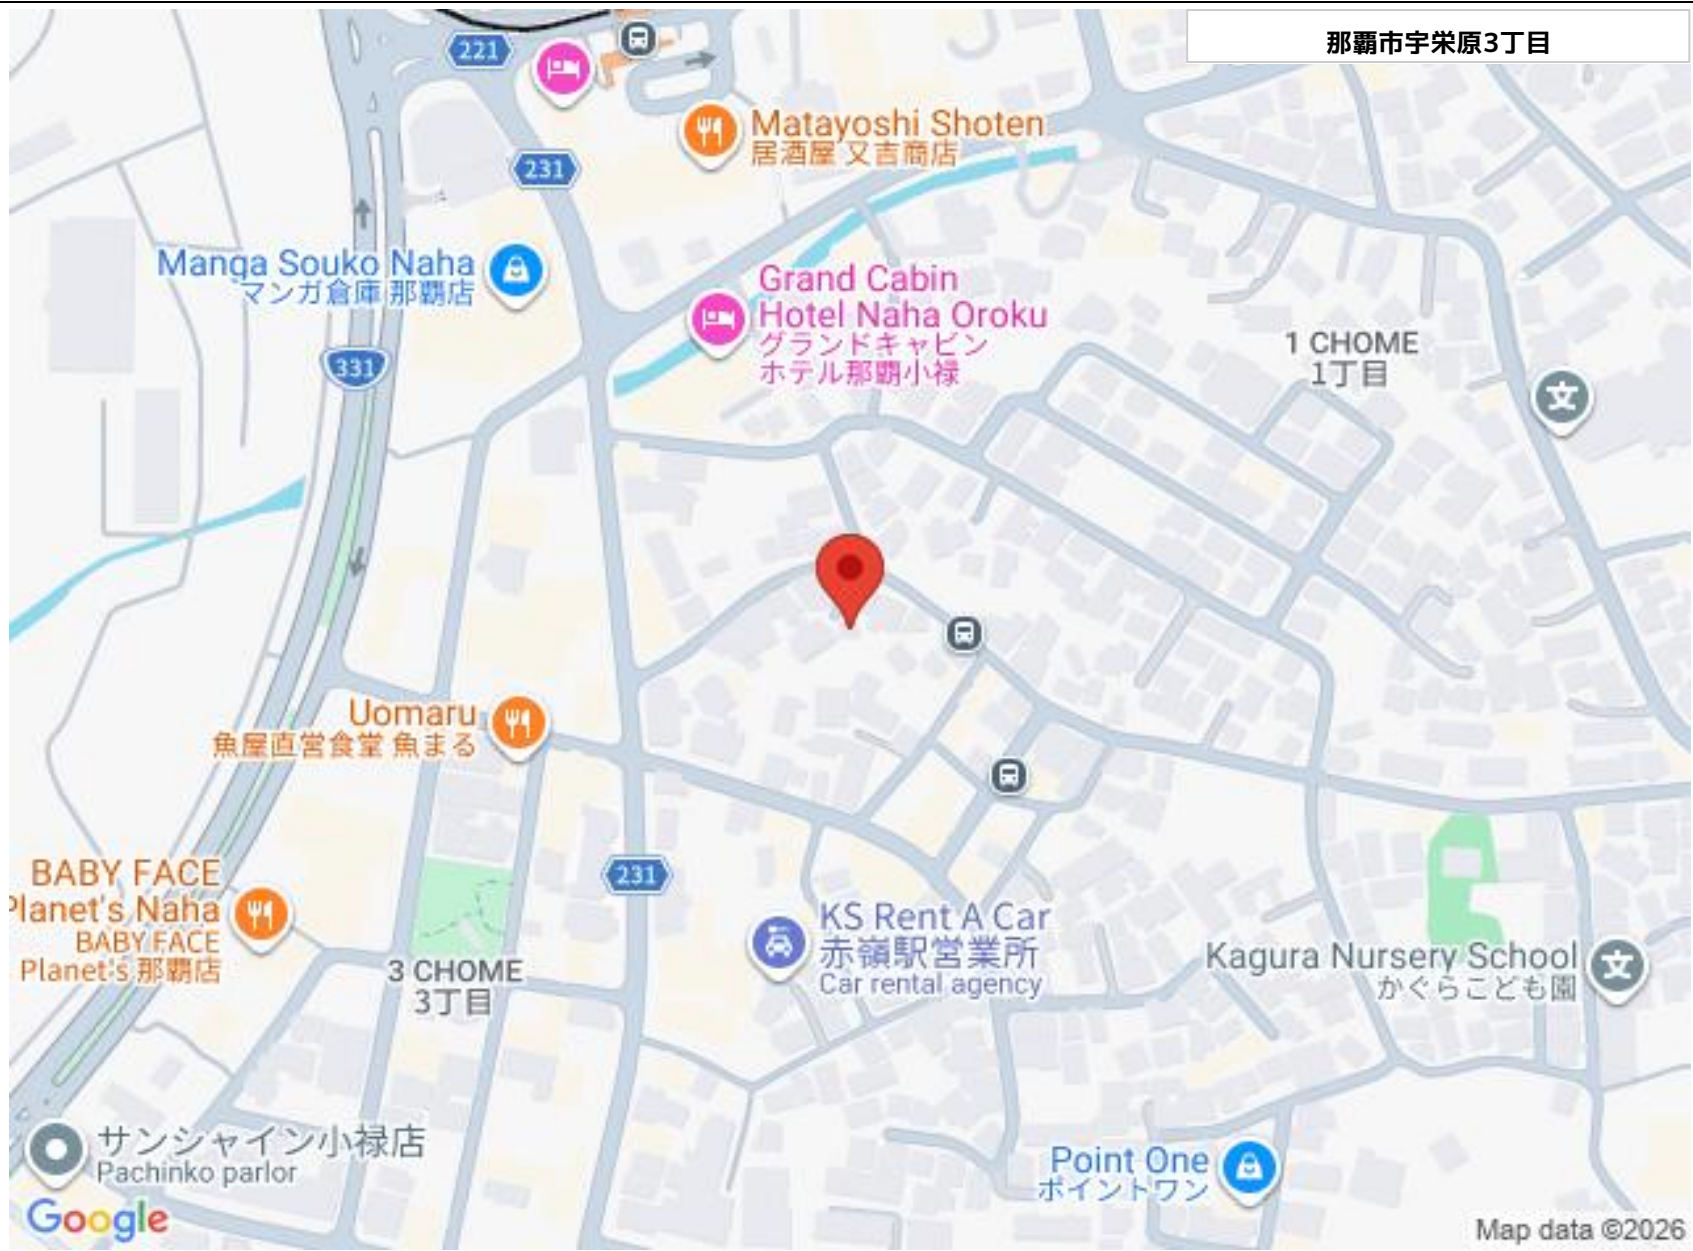 那覇市宇栄原3丁目
221
Matayoshi Shoten
居酒屋 又吉商店
231
Manga Souko Naha
マンガ倉庫 那覇店
Grand Cabin
Hotel Naha Oroku
グランドキャビン
ホテル那覇小禄
1 CHOME
1丁目
331
文
Uomaru
魚屋直営食堂 魚まる
BABY FACE
Planet's Naha
BABY FACE
Planet's 那覇店
231
KS Rent A Car
赤嶺駅営業所
Car rental agency
Kagura Nursery School
かぐらこども園
文
3 CHOME
3丁目
サンシャイン小禄店
Pachinko parlor
Point One
ポイントワン
Google
Map data ©2026